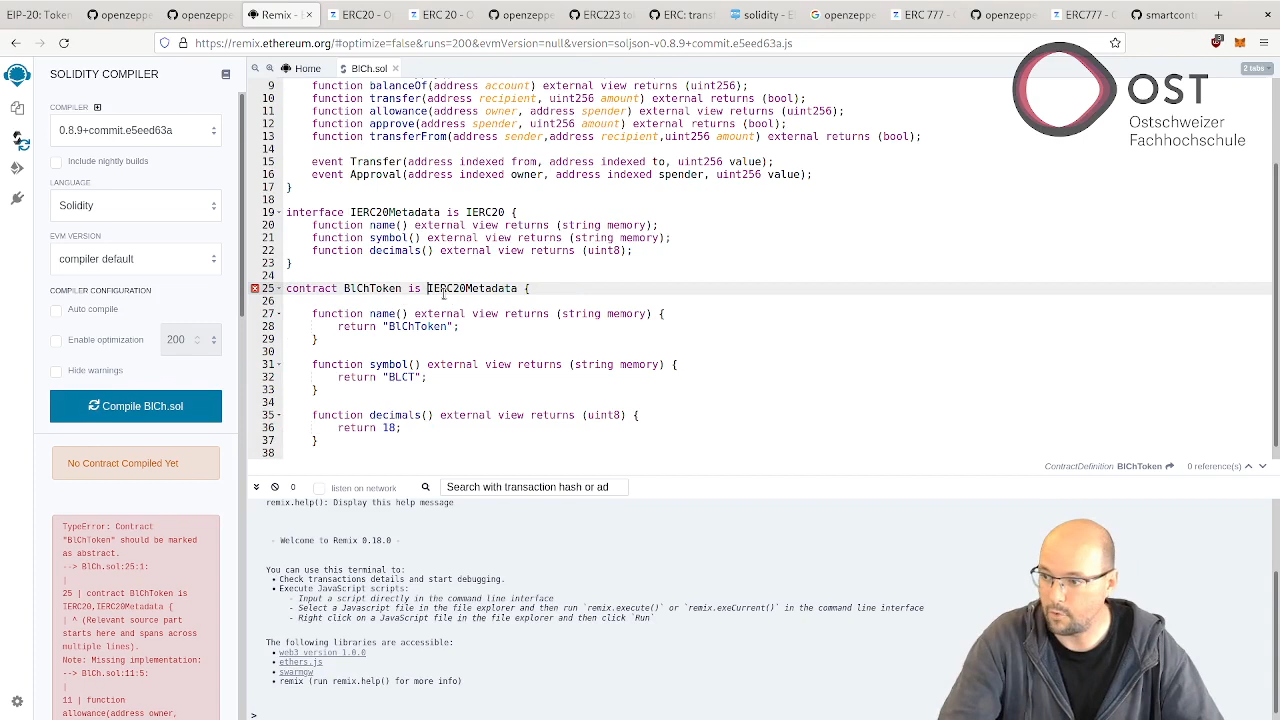 EIP-20: Token
ERC20 - Op
ERC 20 - O
openzeppe
Remix - E
ERC20 - O
ERC 20 - O
openzeppe
ERC223 to
ERC: trans
solidity - E
openzeppe
ERC 777 -
openzeppe
ERC777 - O
smartcont
https://remix.ethereum.org/#optimize=false&runs=200&evmVersion=null&version=soljson-v0.8.9+commit.e5eed63a.js
SOLIDITY COMPILER
Home
BlCh.sol
2 tabs
OST
Ostschweizer
Fachhochschule
COMPILER
0.8.9+commit.e5eed63a
Include nightly builds
LANGUAGE
Solidity
EVM VERSION
compiler default
COMPILER CONFIGURATION
Auto compile
Enable optimization
200
Hide warnings
Compile BlCh.sol
No Contract Compiled Yet
TypeError: Contract
"BlChToken" should be marked
as abstract.
--> BlCh.sol:25:1:
|
25 | contract BlChToken is
IERC20,IERC20Metadata {
| ^ (Relevant source part
starts here and spans across
multiple lines).
Note: Missing implementation:
--> BlCh.sol:11:5:
|
11 | function
allowance(address owner,
9 function balanceOf(address account) external view returns (uint256);
10 function transfer(address recipient, uint256 amount) external returns (bool);
11 function allowance(address owner, address spender) external view returns (uint256);
12 function approve(address spender, uint256 amount) external returns (bool);
13 function transferFrom(address sender,address recipient,uint256 amount) external returns (bool);
14
15 event Transfer(address indexed from, address indexed to, uint256 value);
16 event Approval(address indexed owner, address indexed spender, uint256 value);
17 }
18
19 interface IERC20Metadata is IERC20 {
20 function name() external view returns (string memory);
21 function symbol() external view returns (string memory);
22 function decimals() external view returns (uint8);
23 }
24
25 contract BlChToken is IERC20Metadata {
26
27 function name() external view returns (string memory) {
28 return "BlChToken";
29 }
30
31 function symbol() external view returns (string memory) {
32 return "BLCT";
33 }
34
35 function decimals() external view returns (uint8) {
36 return 18;
37 }
38
ContractDefinition BlChToken
0 reference(s)
0
listen on network
Search with transaction hash or ad
remix.help(): Display this help message
- Welcome to Remix 0.18.0 -
You can use this terminal to:
• Check transactions details and start debugging.
• Execute JavaScript scripts:
- Input a script directly in the command line interface
- Select a Javascript file in the file explorer and then run `remix.execute()` or `remix.exeCurrent()` in the command line interface
- Right click on a JavaScript file in the file explorer and then click `Run`
The following libraries are accessible:
• web3 version 1.0.0
• ethers.js
• swarmgw
• remix (run remix.help() for more info)
>